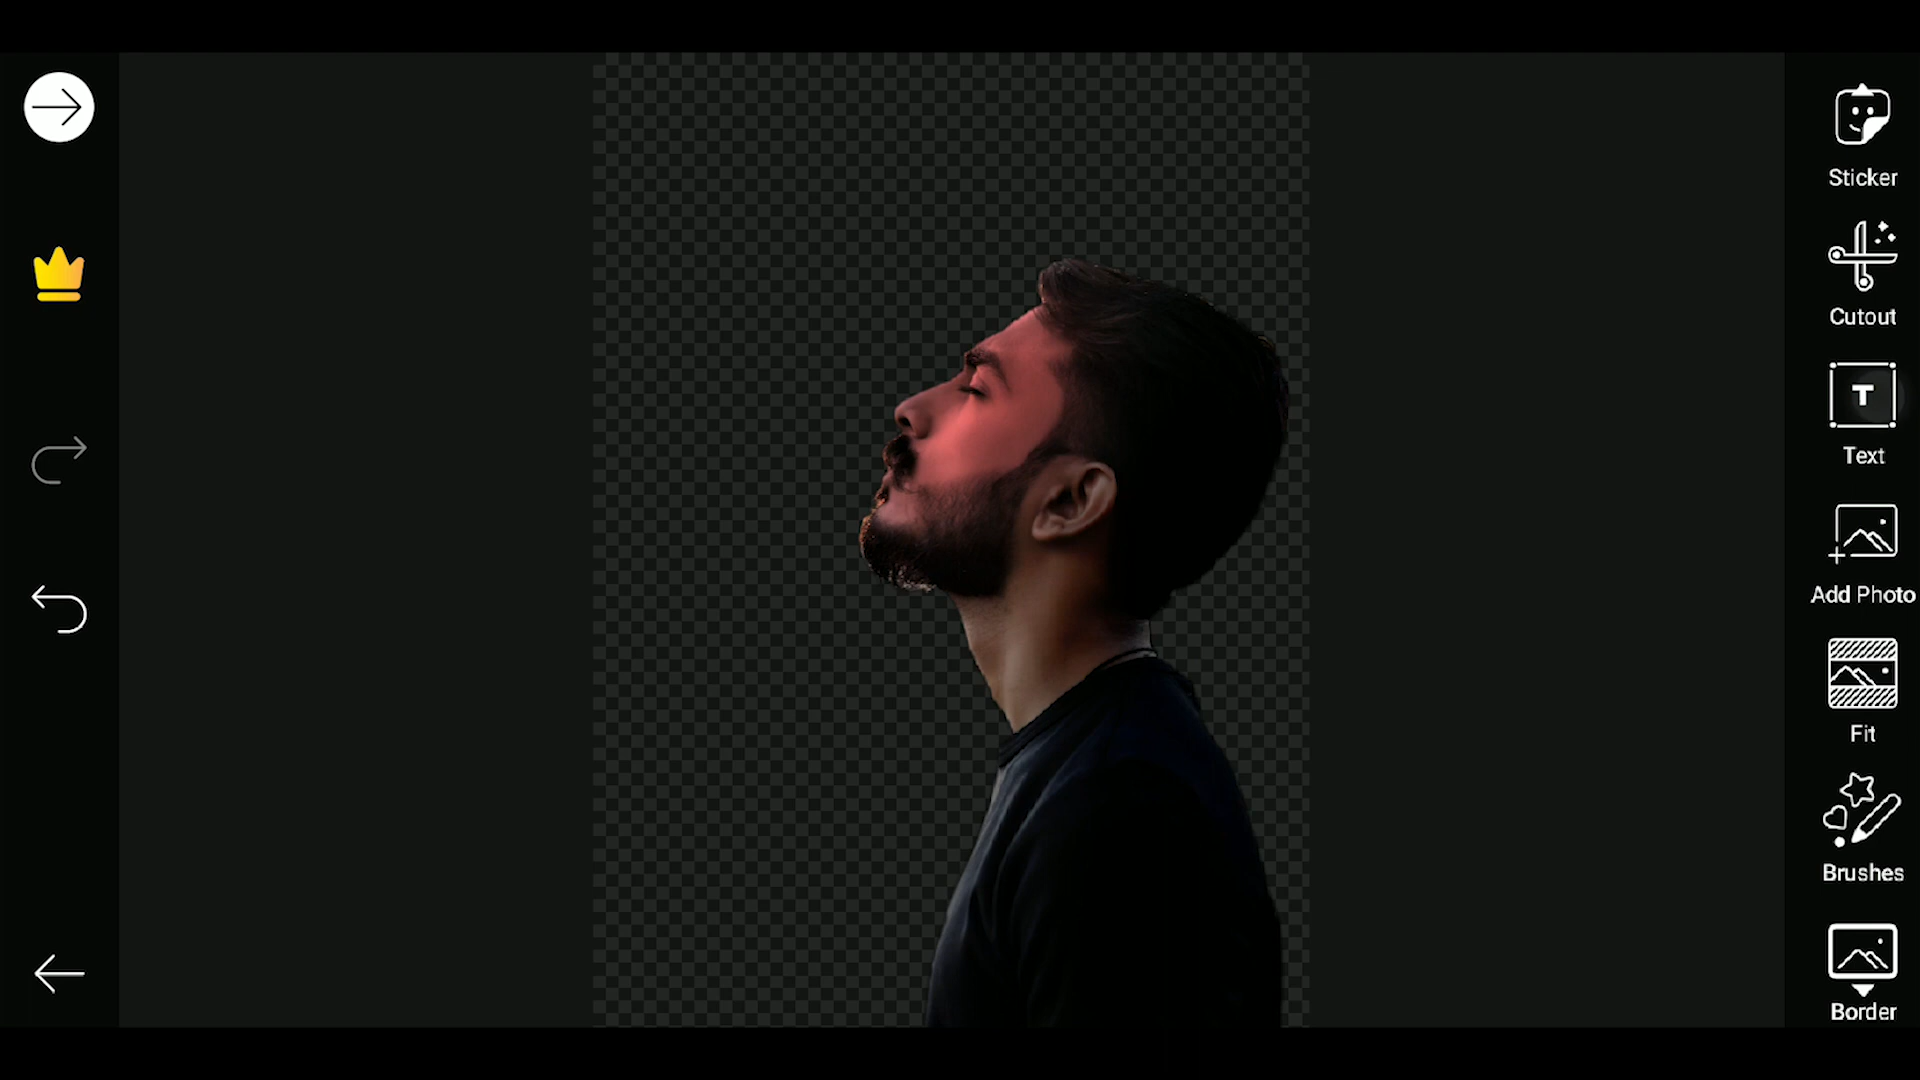 Sticker
Cutout
T
Text
Add Photo
Fit
Brushes
Border